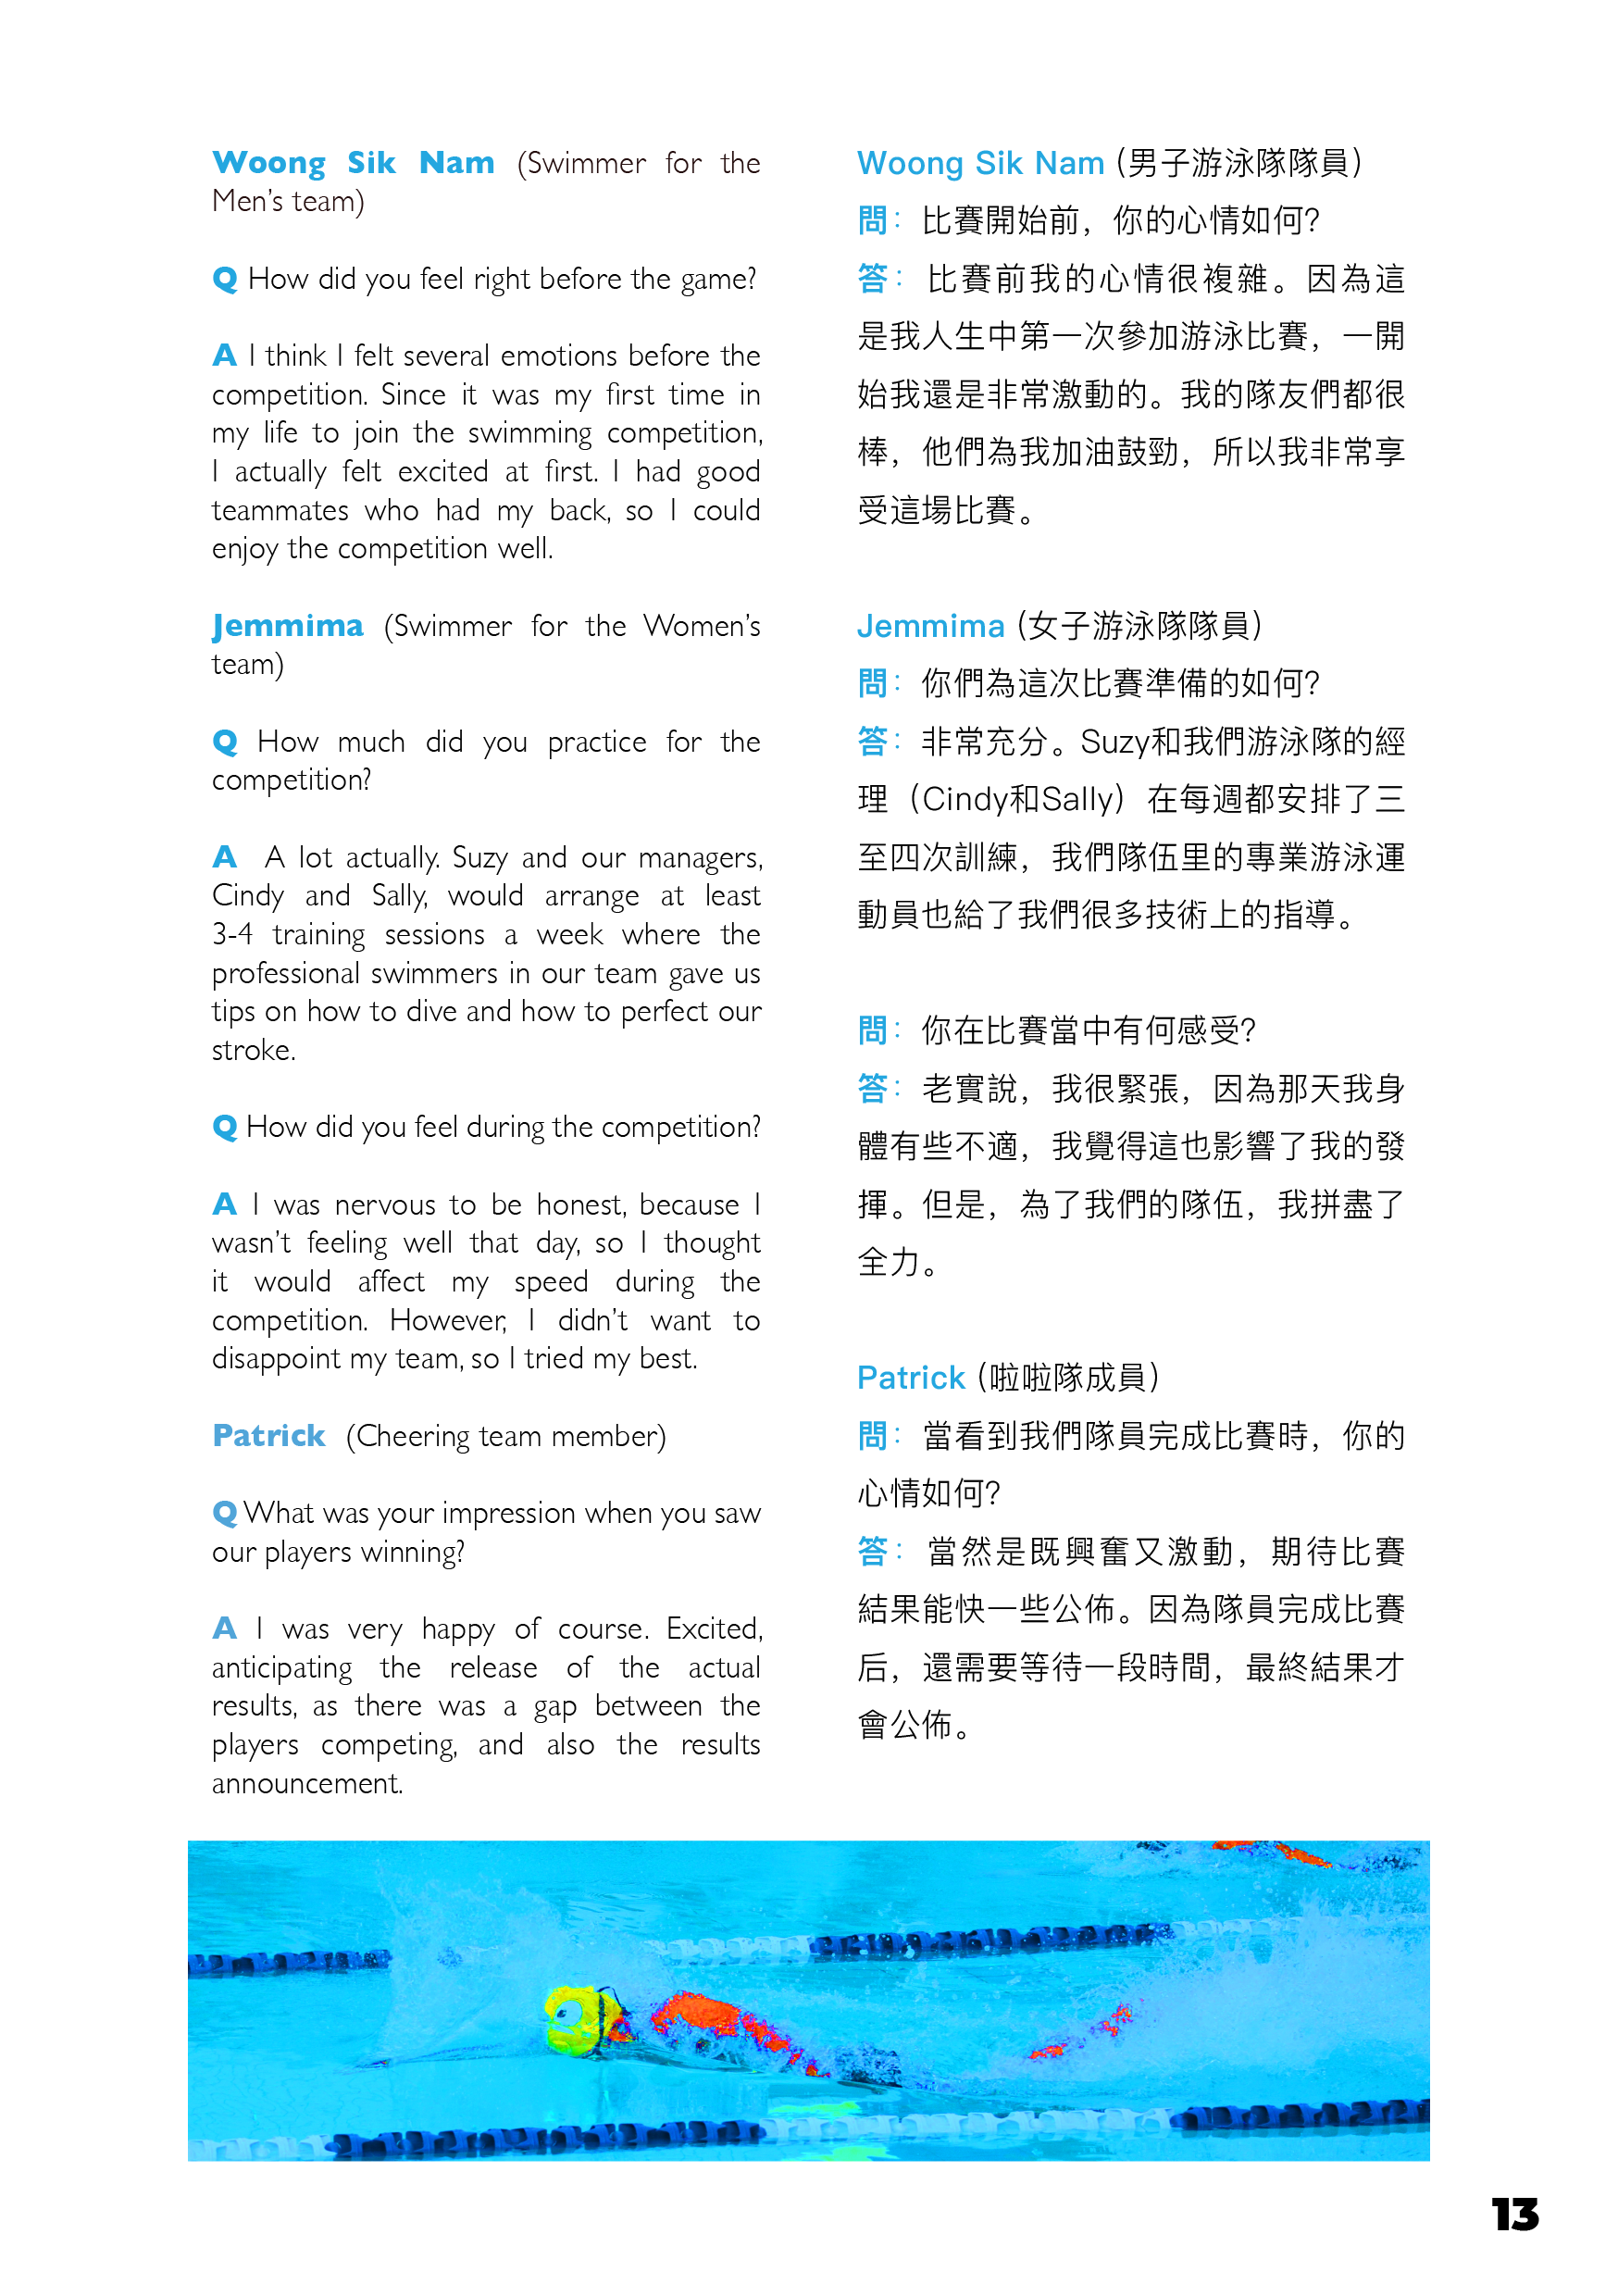 Woong Sik Nam (Swimmer for the
Men's team)
Q How did you feel right before the game?
A I think I felt several emotions before the
competition. Since it was my first time in
my life to join the swimming competition,
I actually felt excited at first. I had good
teammates who had my back, so I could
enjoy the competition well.
Jemmima (Swimmer for the Women's
team)
Q How much did you practice for the
competition?
A A lot actually. Suzy and our managers,
Cindy and Sally, would arrange at least
3-4 training sessions a week where the
professional swimmers in our team gave us
tips on how to dive and how to perfect our
stroke.
Q How did you feel during the competition?
A I was nervous to be honest, because I
wasn't feeling well that day, so I thought
it would affect my speed during the
competition. However, I didn't want to
disappoint my team, so I tried my best.
Patrick (Cheering team member)
Q What was your impression when you saw
our players winning?
A I was very happy of course. Excited,
anticipating the release of the actual
results, as there was a gap between the
players competing, and also the results
announcement.
Woong Sik Nam (男子游泳隊隊員)
問：比賽開始前，你的心情如何？
答：比賽前我的心情很複雜。因為這
是我人生中第一次參加游泳比賽，一開
始我還是非常激動的。我的隊友們都很
棒，他們為我加油鼓勁，所以我非常享
受這場比賽。
Jemmima (女子游泳隊隊員)
問：你們為這次比賽準備的如何？
答：非常充分。Suzy和我們游泳隊的經
理（Cindy和Sally）在每週都安排了三
至四次訓練，我們隊伍里的專業游泳運
動員也給了我們很多技術上的指導。
問：你在比賽當中有何感受？
答：老實說，我很緊張，因為那天我身
體有些不適，我覺得這也影響了我的發
揮。但是，為了我們的隊伍，我拼盡了
全力。
Patrick (啦啦隊成員)
問：當看到我們隊員完成比賽時，你的
心情如何？
答：當然是既興奮又激動，期待比賽
結果能快一些公佈。因為隊員完成比賽
后，還需要等待一段時間，最終結果才
會公佈。
13